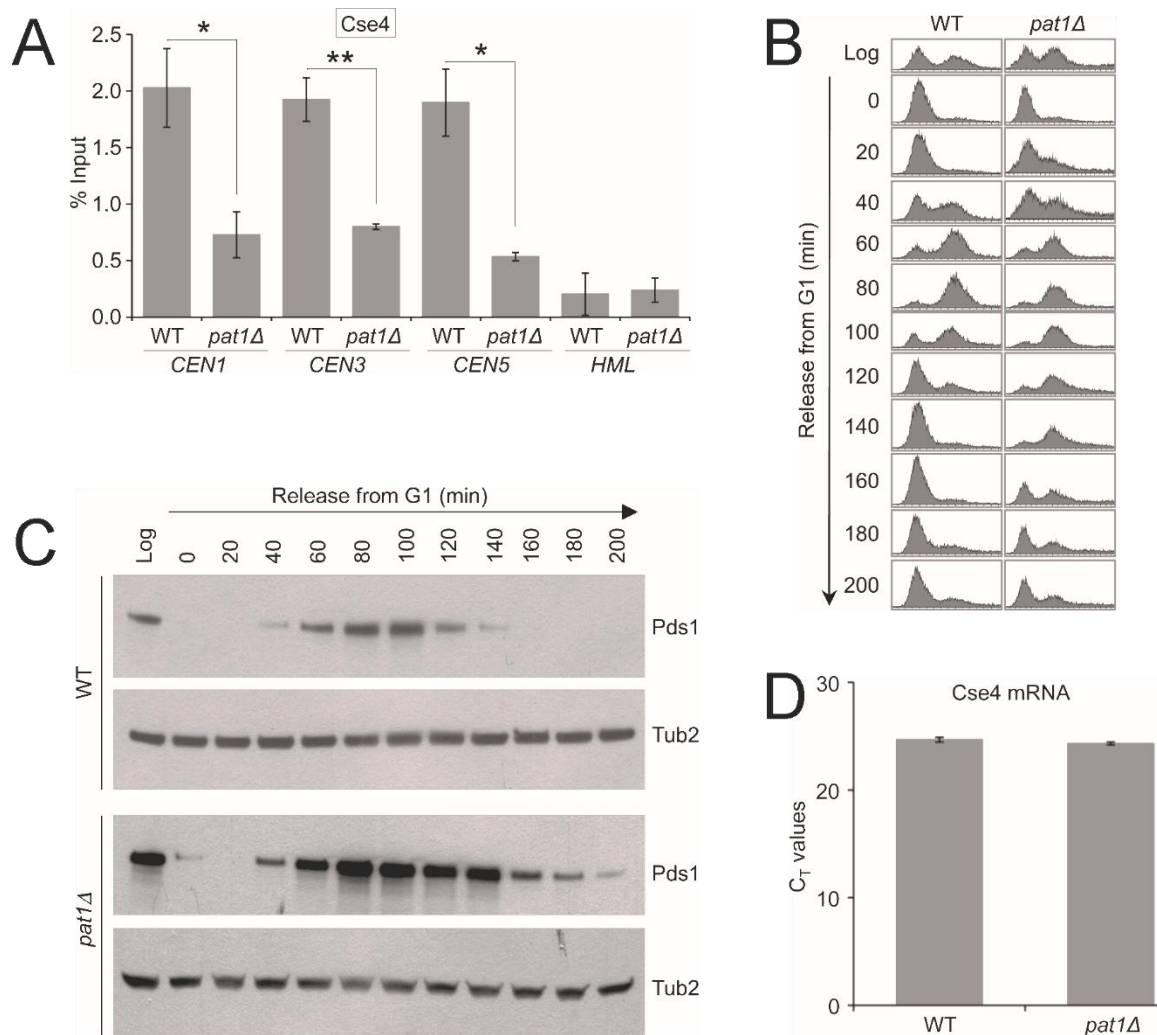 A
Cse4
% Input
2.5
2.0
1.5
1.0
0.5
0.0
* ** *
WT pat1Δ WT pat1Δ WT pat1Δ WT pat1Δ
CEN1 CEN3 CEN5 HML
B
WT pat1Δ
Release from G1 (min)
Log
0
20
40
60
80
100
120
140
160
180
200
C
Release from G1 (min)
Log 0 20 40 60 80 100 120 140 160 180 200
WT
Pds1
Tub2
pat1Δ
Pds1
Tub2
D
Cse4 mRNA
CT values
30
20
10
0
WT pat1Δ